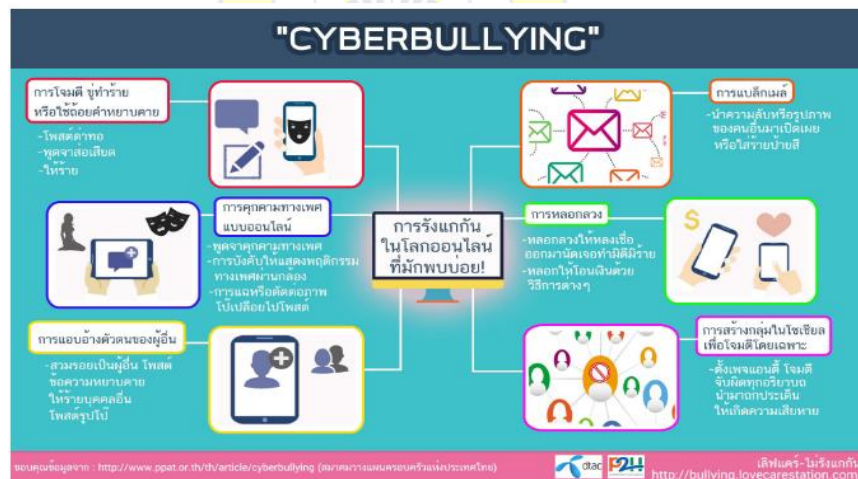 "CYBERBULLYING"
การโจมตี ขู่ทำร้าย
หรือใช้ถ้อยคำหยาบคาย
-โพสต์ด่าทอ
-พูดจาส่อเสียด
-ให้ร้าย
การคุกคามทางเพศ
แบบออนไลน์
-พูดจาคุกคามทางเพศ
-การบังคับให้แสดงพฤติกรรม
ทางเพศผ่านกล้อง
-การแฉหรือตัดต่อภาพ
โป๊เปลือยไปโพสต์
การแอบอ้างตัวตนของผู้อื่น
-สวมรอยเป็นผู้อื่น โพสต์
ข้อความหยาบคาย
ให้ร้ายบุคคลอื่น
โพสต์รูปโป๊
การรังแกกัน
ในโลกออนไลน์
ที่มักพบบ่อย!
การแบล็กเมล์
-นำความลับหรือรูปภาพ
ของคนอื่นมาเปิดเผย
หรือใส่ร้ายป้ายสี
การหลอกลวง
-หลอกลวงให้หลงเชื่อ
ออกมานัดเจอทำมิดีมิร้าย
-หลอกให้โอนเงินด้วย
วิธีการต่างๆ
$
การสร้างกลุ่มในโซเชียล
เพื่อโจมตีโดยเฉพาะ
-ตั้งเพจแอนตี้ โจมตี
จับผิดทุกอริยาบถ
นำมาถกประเด็น
ให้เกิดความเสียหาย
ขอบคุณข้อมูลจาก : http://www.ppat.or.th/th/article/cyberbullying (สมาคมวางแผนครอบครัวแห่งประเทศไทย)
dtac
P2H
เลิฟแคร์-ไม่รังแกกัน
http://bullying.lovecarestation.com